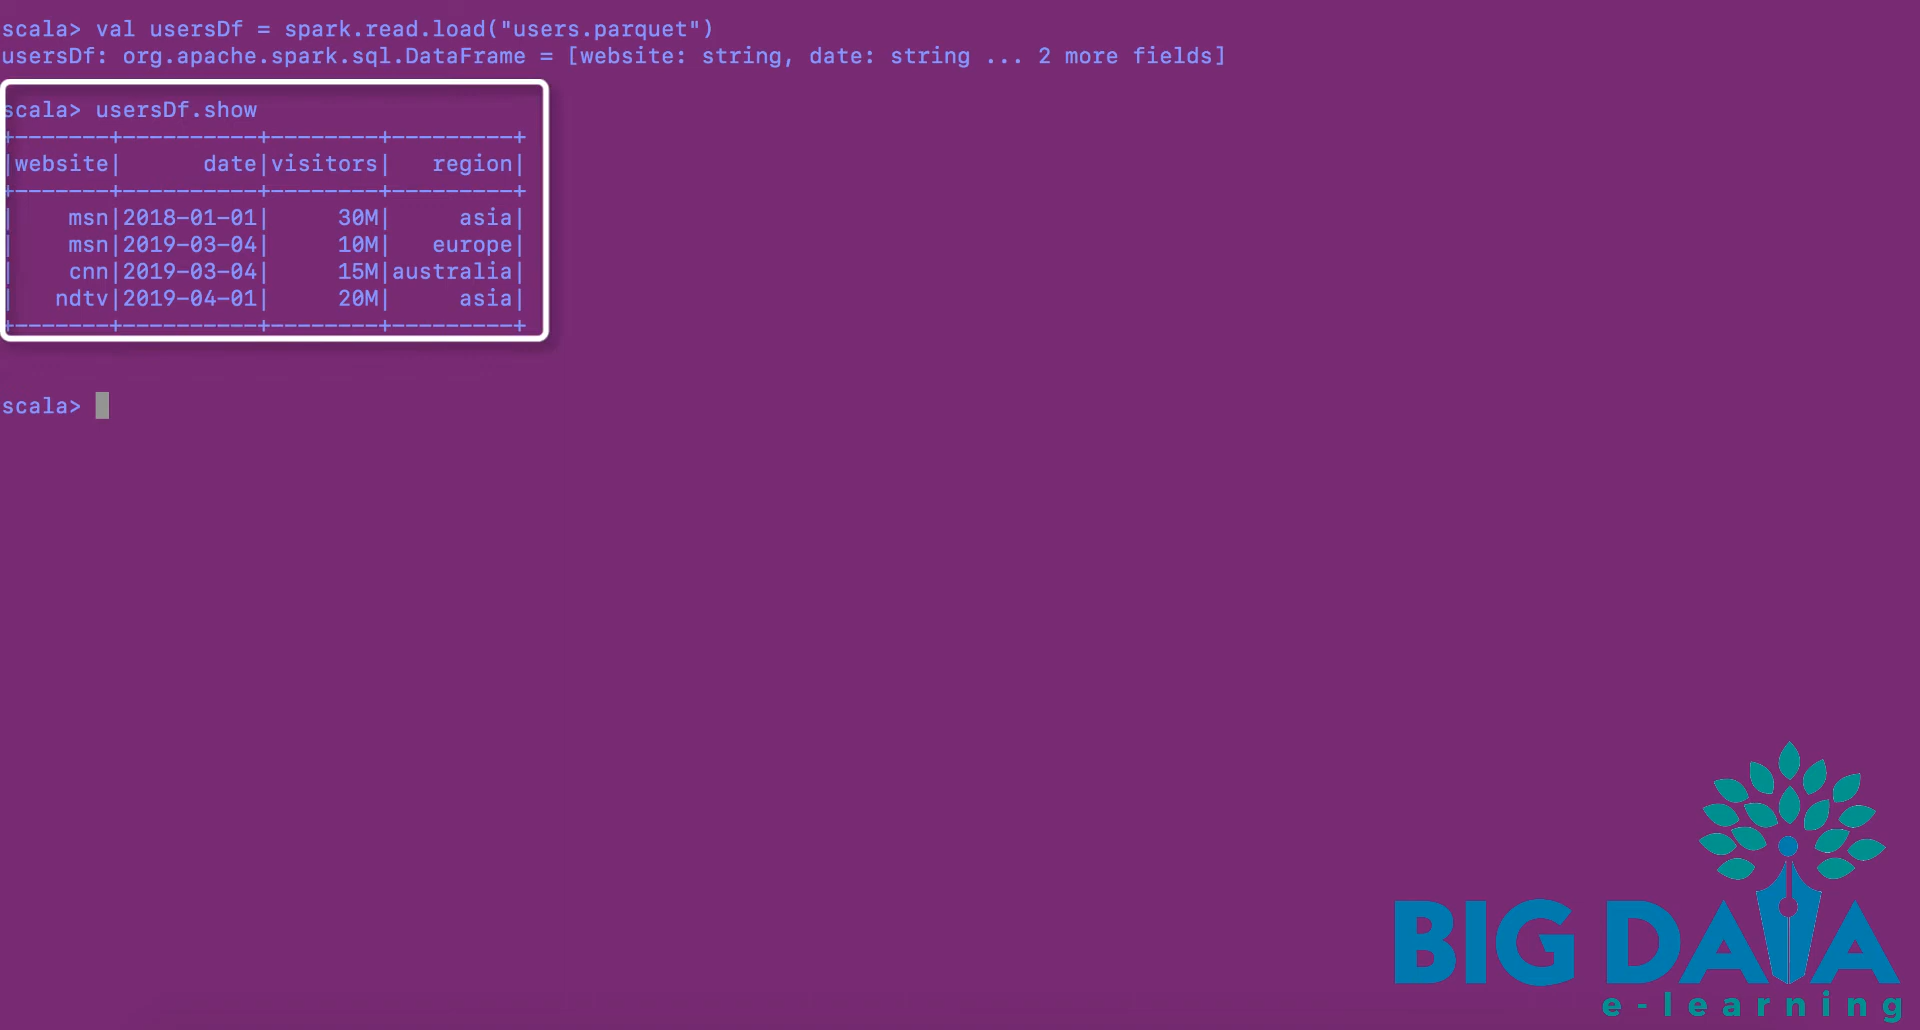 scala> val usersDf = spark.read.load("users.parquet")
usersDf: org.apache.spark.sql.DataFrame = [website: string, date: string ... 2 more fields]
scala> usersDf.show
+-------+----------+--------+---------+
|website|      date|visitors|   region|
+-------+----------+--------+---------+
|    msn|2018-01-01|     30M|     asia|
|    msn|2019-03-04|     10M|   europe|
|    cnn|2019-03-04|     15M|australia|
|   ndtv|2019-04-01|     20M|     asia|
+-------+----------+--------+---------+
scala>
BIG DATA
e-learning